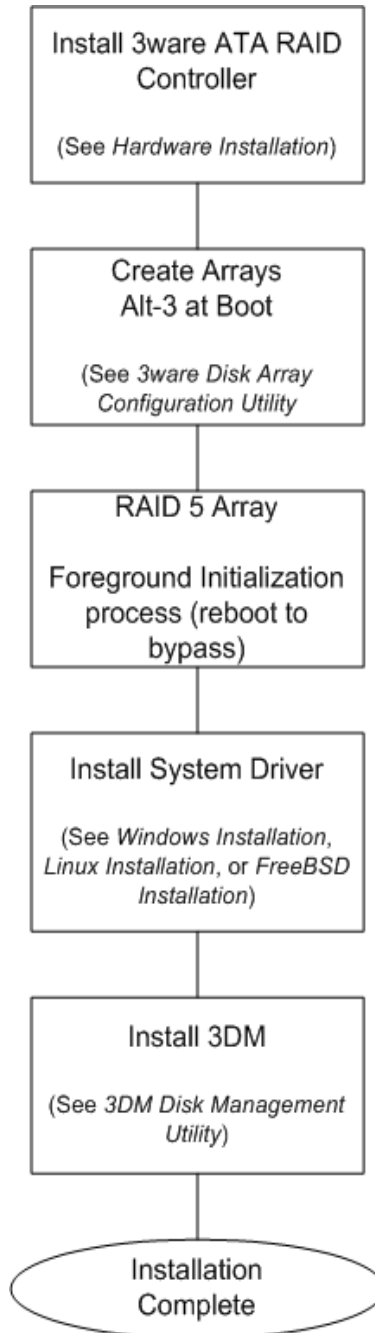 Install 3ware ATA RAID
Controller
(See Hardware Installation)
Create Arrays
Alt-3 at Boot
(See 3ware Disk Array
Configuration Utility
RAID 5 Array
Foreground Initialization
process (reboot to
bypass)
Install System Driver
(See Windows Installation,
Linux Installation, or FreeBSD
Installation)
Install 3DM
(See 3DM Disk Management
Utility)
Installation
Complete